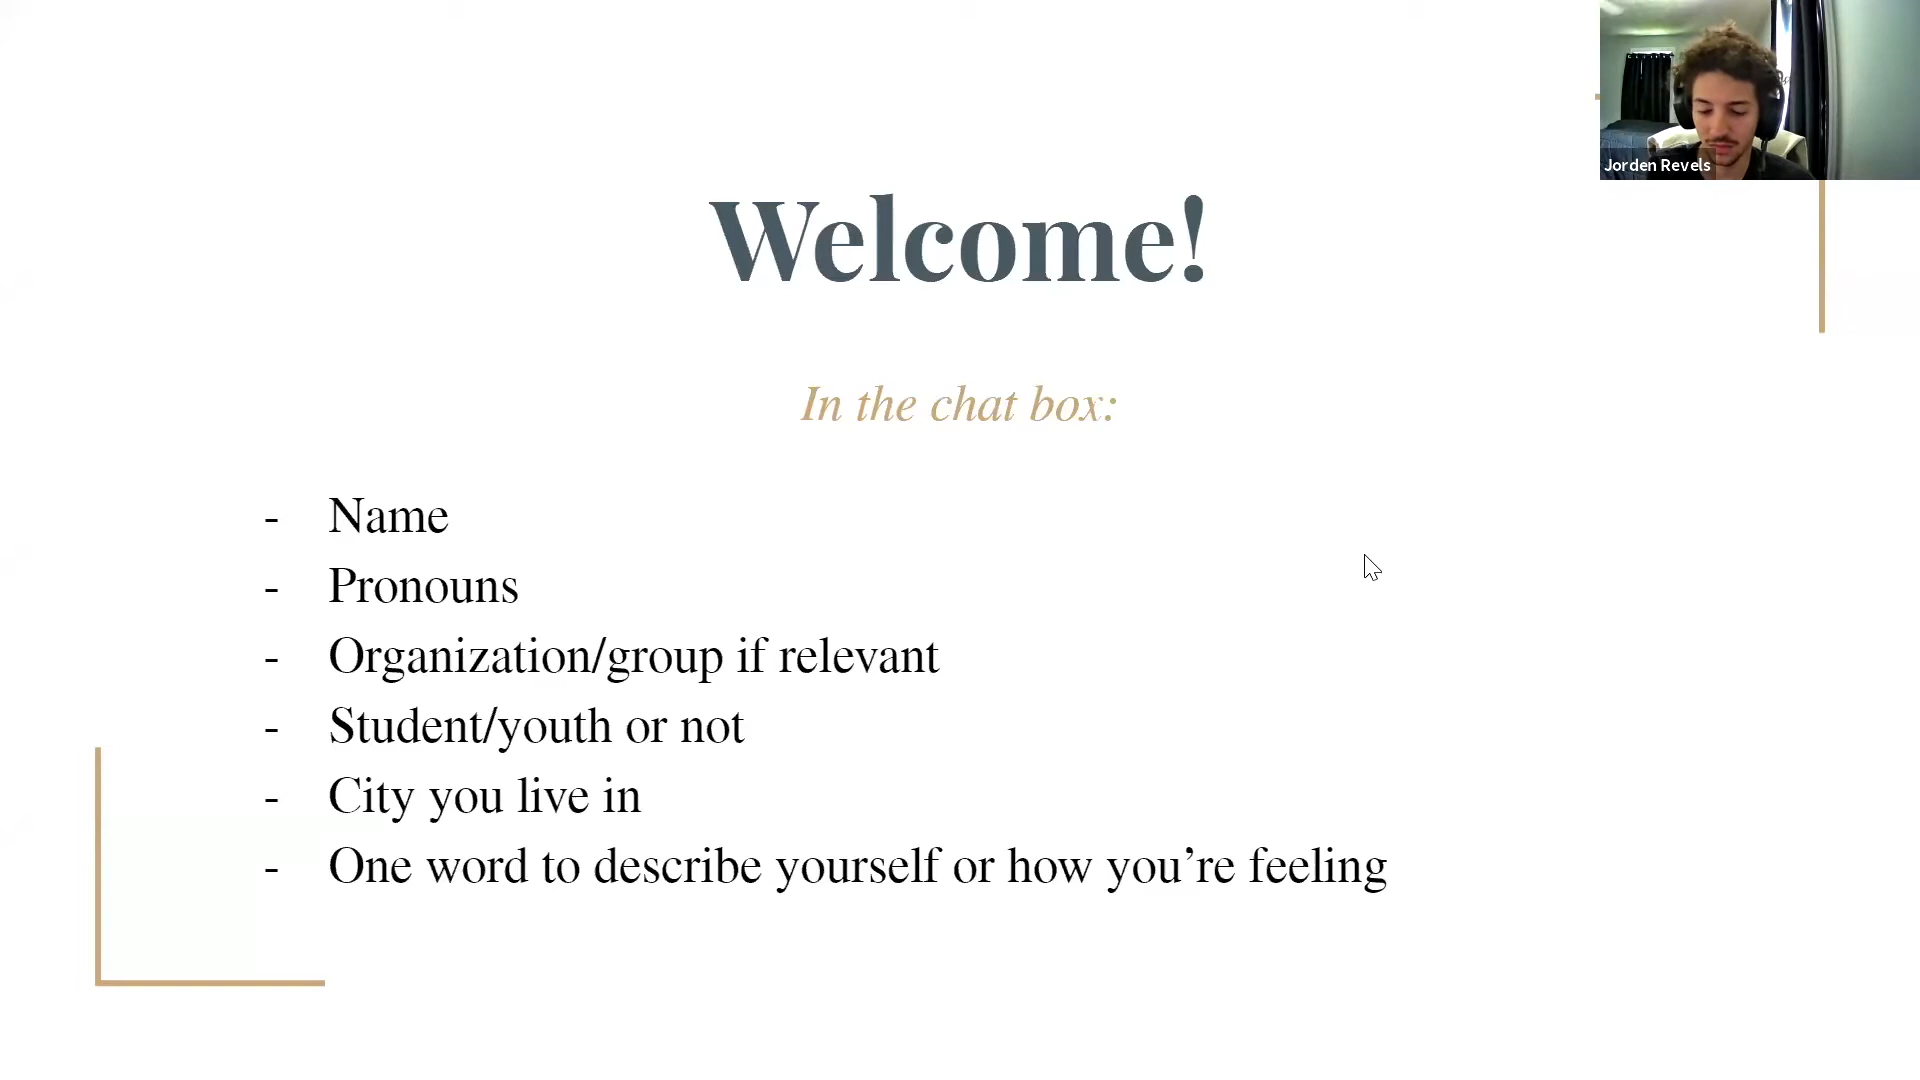 Jorden Revels
Welcome!
In the chat box:
- Name
- Pronouns
- Organization/group if relevant
- Student/youth or not
- City you live in
- One word to describe yourself or how you’re feeling